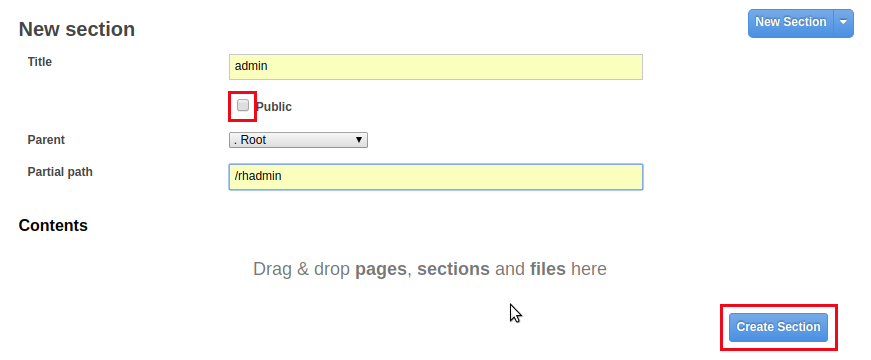 New section
New Section
Title
admin
Public
Parent
. Root
Partial path
/rhadmin
Contents
Drag & drop pages, sections and files here
Create Section